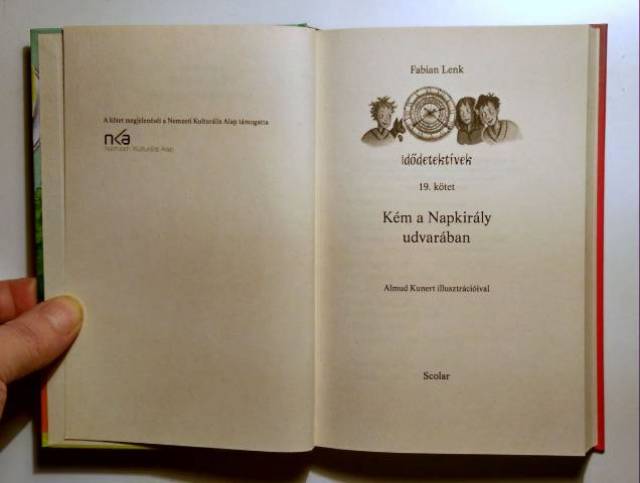 A kötet megjelenését a Nemzeti Kulturális Alap támogatta
nka
Nemzeti Kulturális Alap
Fabian Lenk
idődetektívek
19. kötet
Kém a Napkirály
udvarában
Almud Kunert illusztrációival
Scolar